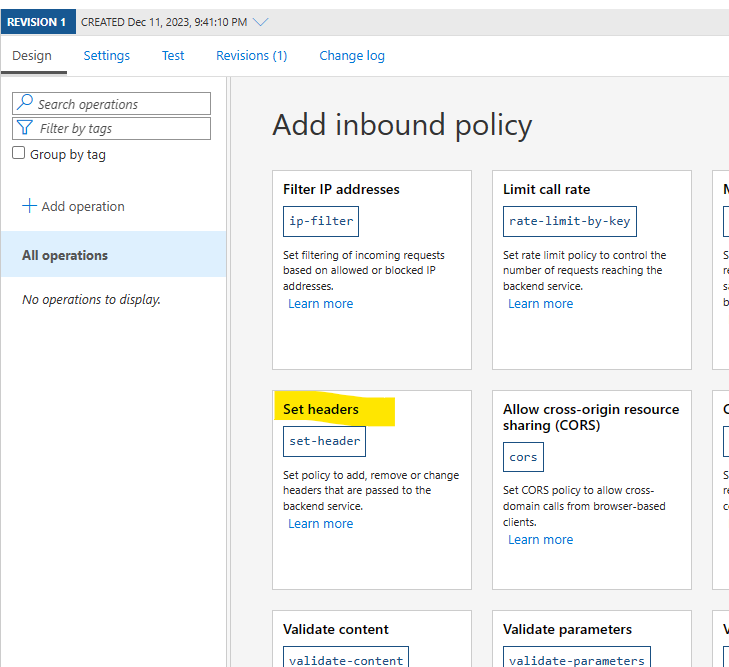 REVISION 1 CREATED Dec 11, 2023, 9:41:10 PM
Design Settings Test Revisions (1) Change log
Search operations
Filter by tags
Group by tag
Add operation
All operations
No operations to display.
Add inbound policy
Filter IP addresses
ip-filter
Set filtering of incoming requests
based on allowed or blocked IP
addresses.
Learn more
Limit call rate
rate-limit-by-key
Set rate limit policy to control the
number of requests reaching the
backend service.
Learn more
Set headers
set-header
Set policy to add, remove or change
headers that are passed to the
backend service.
Learn more
Allow cross-origin resource
sharing (CORS)
cors
Set CORS policy to allow cross-
domain calls from browser-based
clients.
Learn more
Validate content
validate-content
Validate parameters
validate-parameters